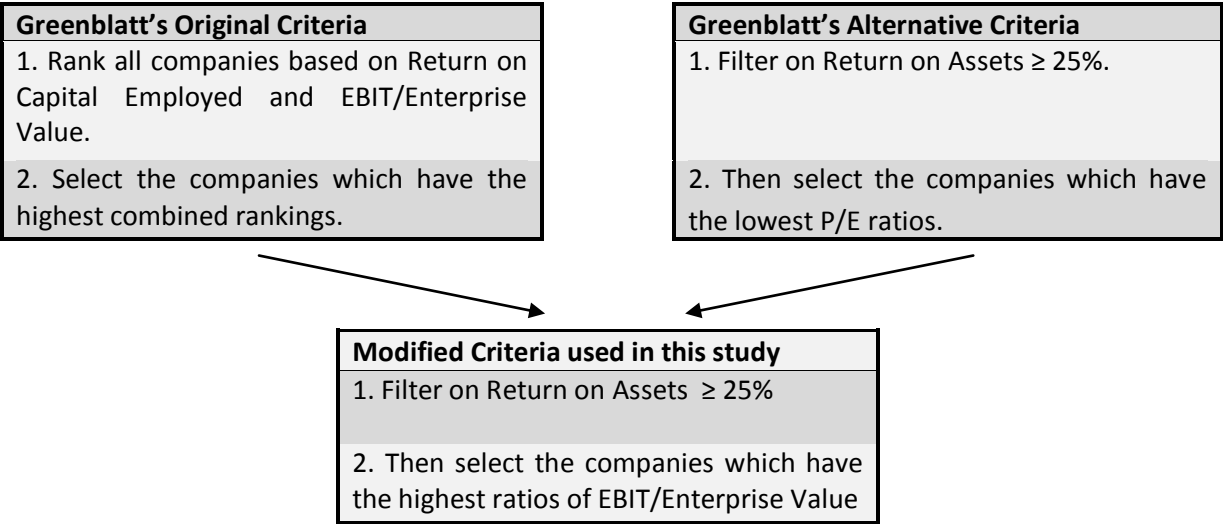 Greenblatt's Original Criteria
1. Rank all companies based on Return on
Capital Employed and EBIT/Enterprise
Value.
2. Select the companies which have the
highest combined rankings.
Greenblatt's Alternative Criteria
1. Filter on Return on Assets ≥ 25%.
2. Then select the companies which have
the lowest P/E ratios.
Modified Criteria used in this study
1. Filter on Return on Assets ≥ 25%
2. Then select the companies which have
the highest ratios of EBIT/Enterprise Value